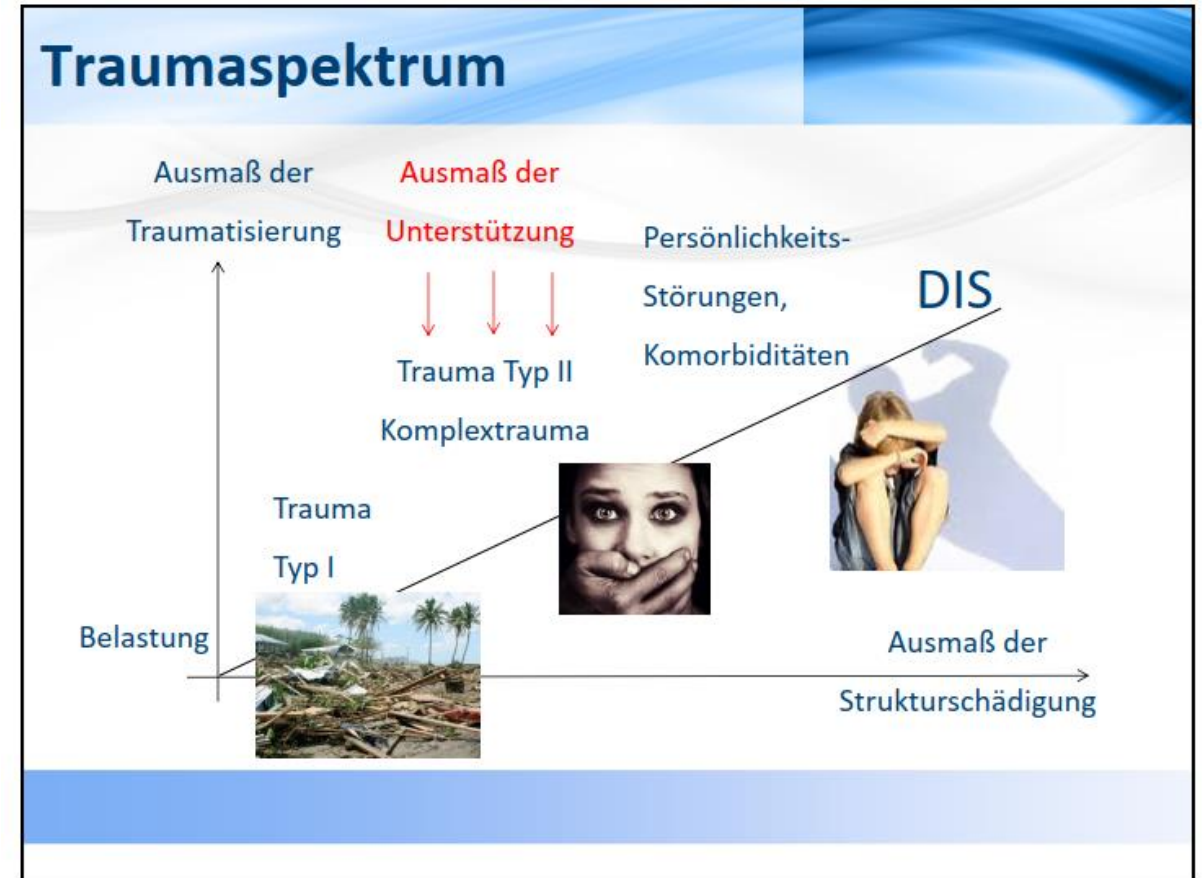 Traumaspektrum
Ausmaß der
Traumatisierung
Ausmaß der
Unterstützung
Persönlichkeits-
Störungen,
Komorbiditäten
DIS
Trauma Typ II
Komplextrauma
Trauma
Typ I
Belastung
Ausmaß der
Strukturschädigung